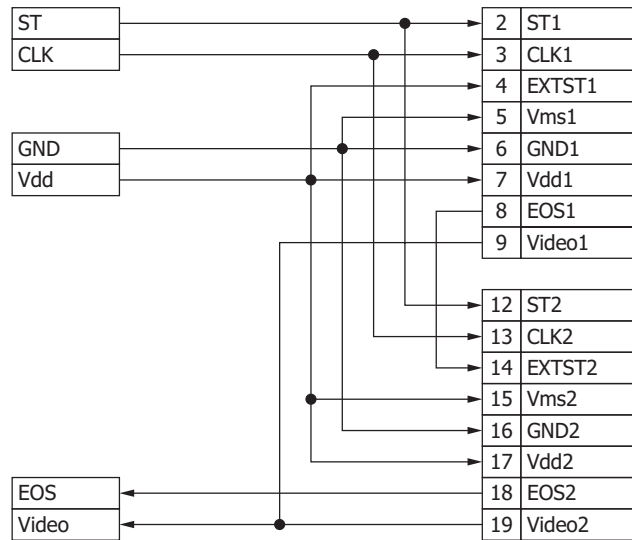 ST
CLK
GND
Vdd
EOS
Video
2 ST1
3 CLK1
4 EXTST1
5 Vms1
6 GND1
7 Vdd1
8 EOS1
9 Video1
12 ST2
13 CLK2
14 EXTST2
15 Vms2
16 GND2
17 Vdd2
18 EOS2
19 Video2